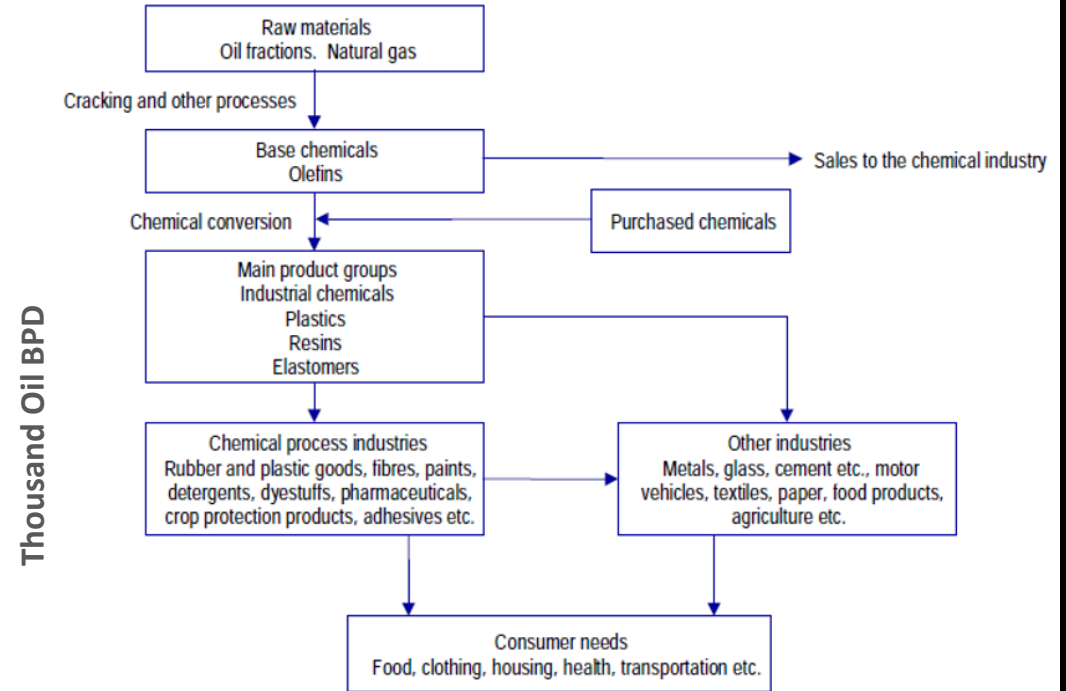 Raw materials
Oil fractions. Natural gas
Cracking and other processes
Base chemicals
Olefins
Sales to the chemical industry
Chemical conversion
Purchased chemicals
Main product groups
Industrial chemicals
Plastics
Resins
Elastomers
Thousand Oil BPD
Chemical process industries
Rubber and plastic goods, fibres, paints,
detergents, dyestuffs, pharmaceuticals,
crop protection products, adhesives etc.
Other industries
Metals, glass, cement etc., motor
vehicles, textiles, paper, food products,
agriculture etc.
Consumer needs
Food, clothing, housing, health, transportation etc.